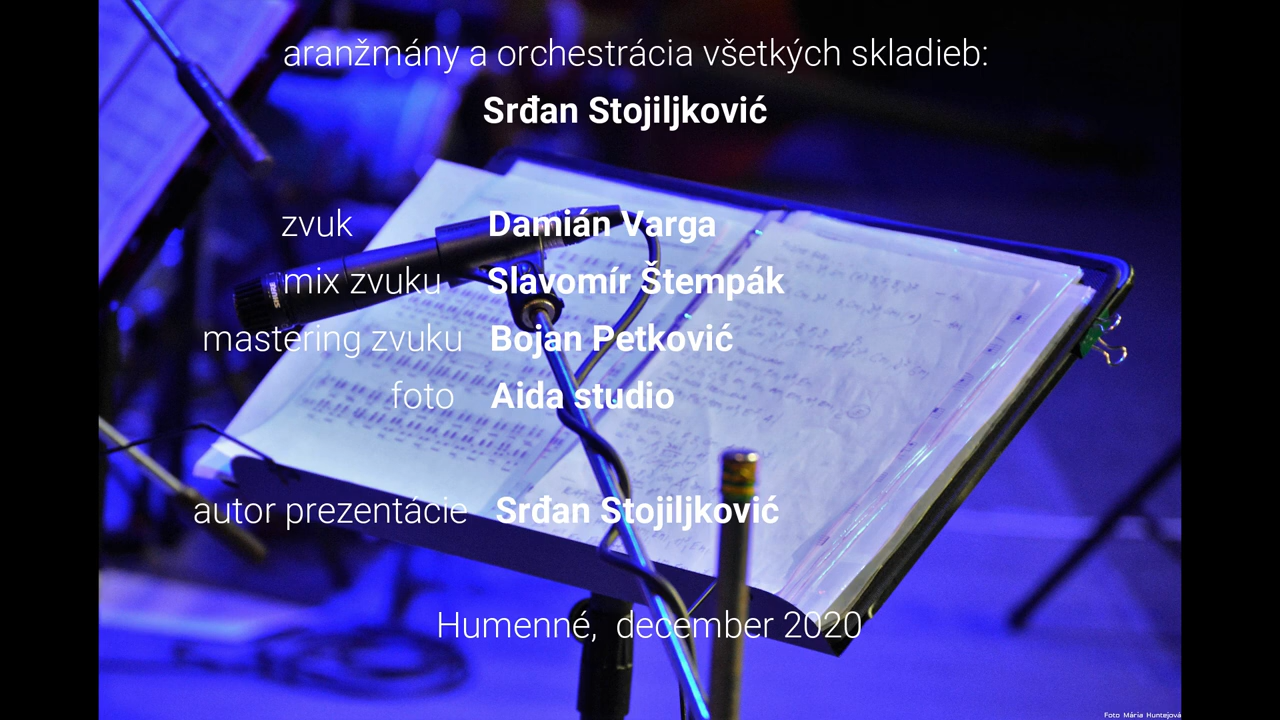 aranžmány a orchestrácia všetkých skladieb:
Srđan Stojiljković
zvuk Damián Varga
mix zvuku Slavomír Štempák
mastering zvuku Bojan Petković
foto Aida studio
autor prezentácie Srđan Stojiljković
Humenné, december 2020
Foto Mária Huntejová